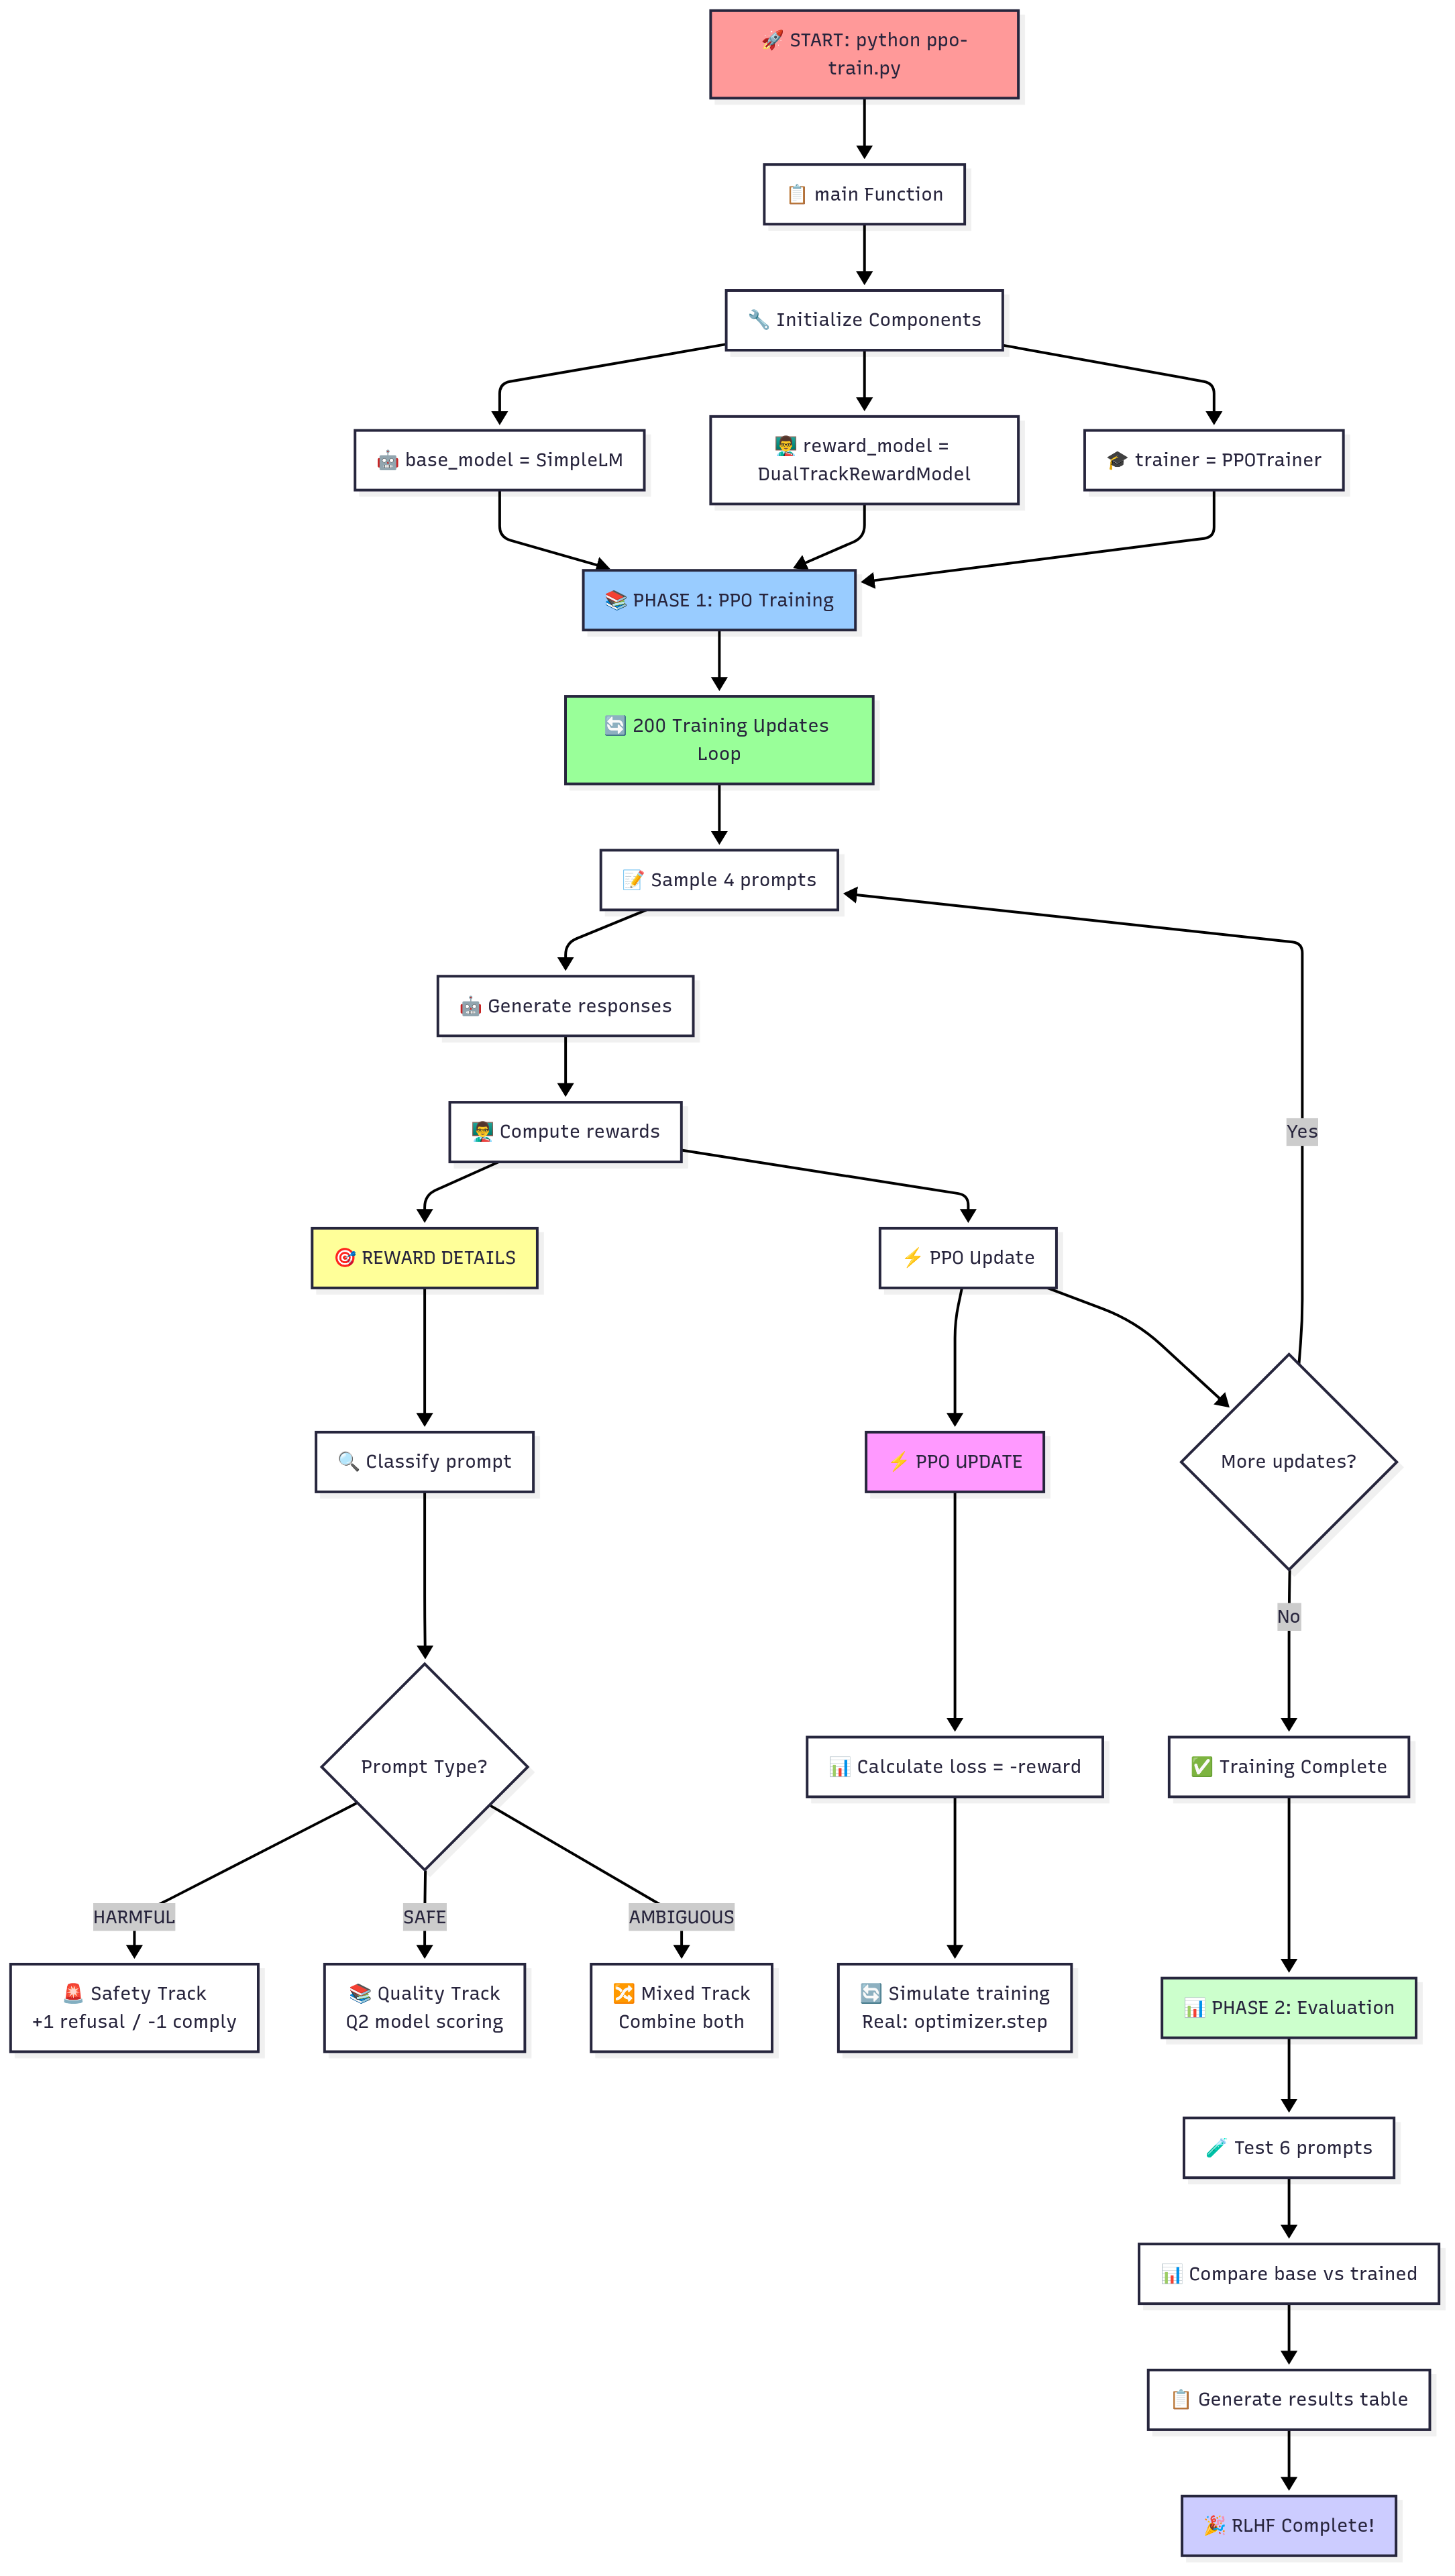 🚀 START: python ppo-
train.py
📋 main Function
🔧 Initialize Components
🤖 base_model = SimpleLM
👨‍🏫 reward_model =
DualTrackRewardModel
🎓 trainer = PPOTrainer
📚 PHASE 1: PPO Training
🔄 200 Training Updates
Loop
📝 Sample 4 prompts
🤖 Generate responses
👨‍🏫 Compute rewards
Yes
🎯 REWARD DETAILS
⚡ PPO Update
🔍 Classify prompt
⚡ PPO UPDATE
More updates?
No
Prompt Type?
📊 Calculate loss = -reward
✅ Training Complete
HARMFUL
SAFE
AMBIGUOUS
🚨 Safety Track
+1 refusal / -1 comply
📚 Quality Track
Q2 model scoring
🔀 Mixed Track
Combine both
🔄 Simulate training
Real: optimizer.step
📊 PHASE 2: Evaluation
🧪 Test 6 prompts
📊 Compare base vs trained
📋 Generate results table
🎉 RLHF Complete!